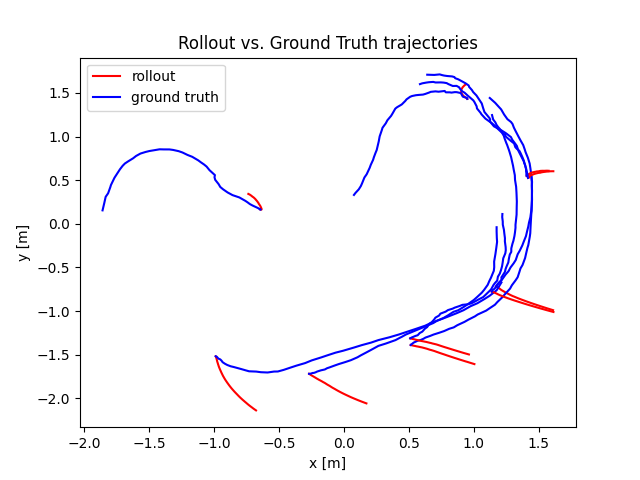 Rollout vs. Ground Truth trajectories
rollout
ground truth
1.5
1.0
0.5
0.0
−0.5
−1.0
−1.5
−2.0
y [m]
−2.0 −1.5 −1.0 −0.5 0.0 0.5 1.0 1.5
x [m]